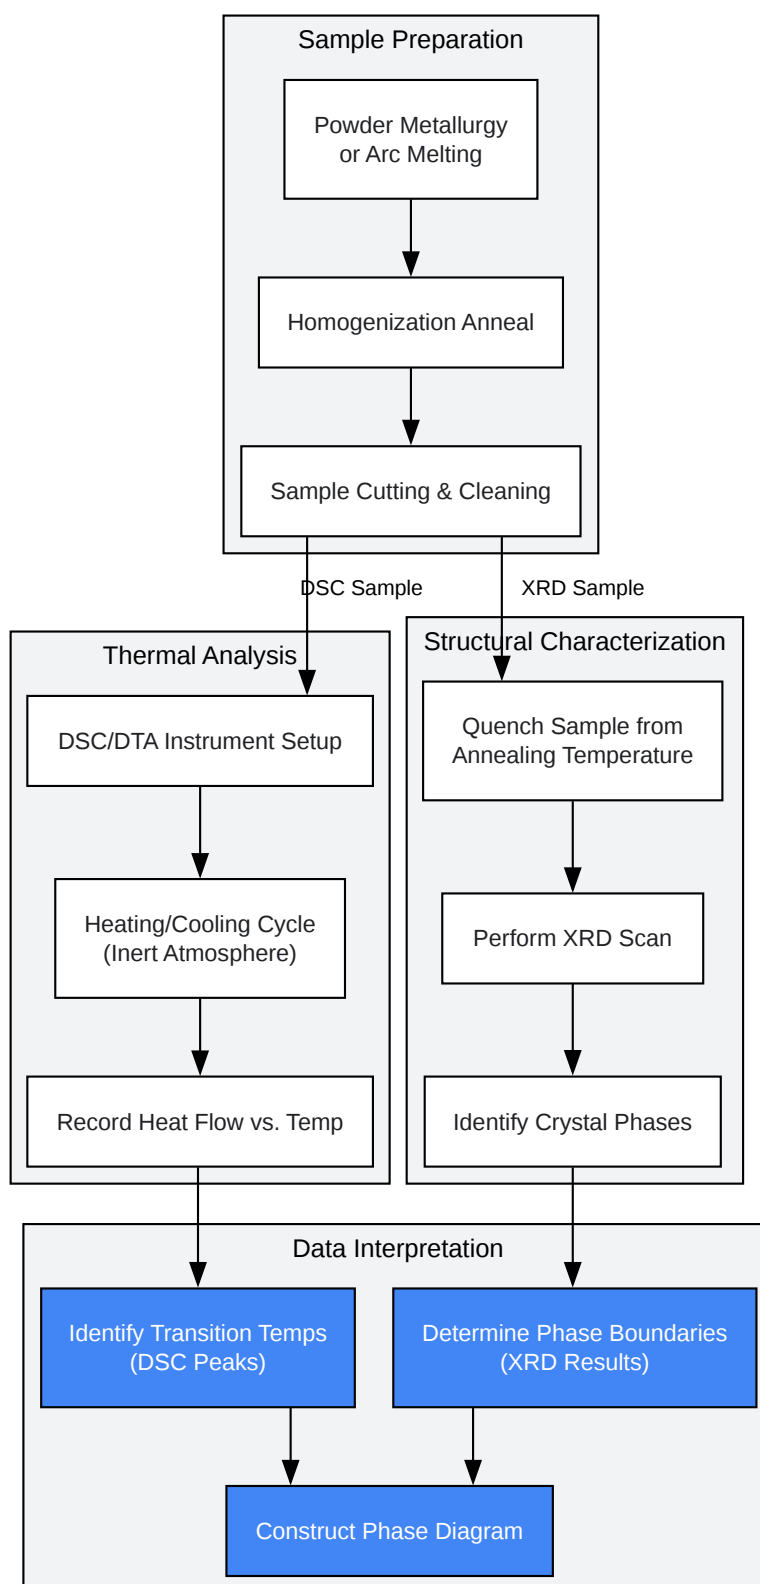 Sample Preparation
Powder Metallurgy
or Arc Melting
Homogenization Anneal
Sample Cutting & Cleaning
DSC Sample
XRD Sample
Thermal Analysis
DSC/DTA Instrument Setup
Heating/Cooling Cycle
(Inert Atmosphere)
Record Heat Flow vs. Temp
Structural Characterization
Quench Sample from
Annealing Temperature
Perform XRD Scan
Identify Crystal Phases
Data Interpretation
Identify Transition Temps
(DSC Peaks)
Determine Phase Boundaries
(XRD Results)
Construct Phase Diagram